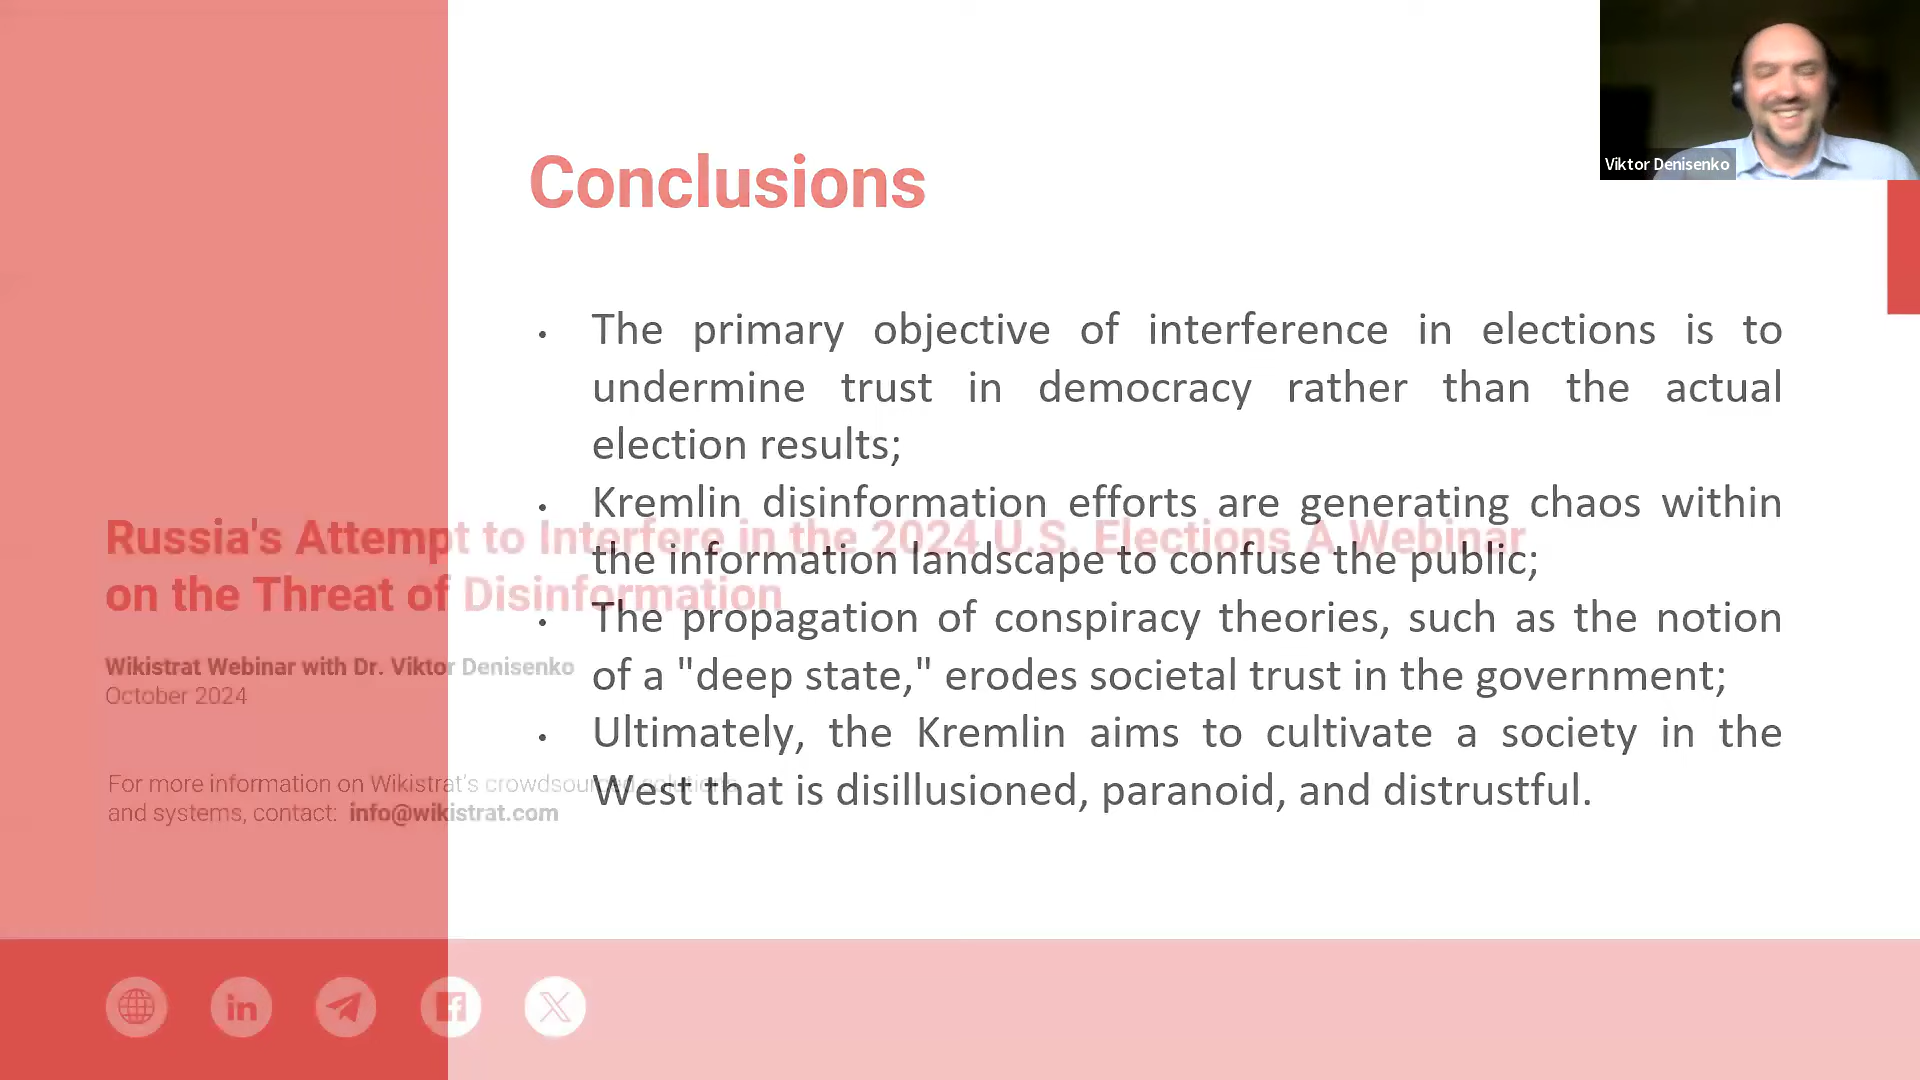 Viktor Denisenko
Conclusions
• The primary objective of interference in elections is to
undermine trust in democracy rather than the actual
election results;
• Kremlin disinformation efforts are generating chaos within
the information landscape to confuse the public;
• The propagation of conspiracy theories, such as the notion
of a "deep state," erodes societal trust in the government;
• Ultimately, the Kremlin aims to cultivate a society in the
West that is disillusioned, paranoid, and distrustful.
Russia's Attempt to Interfere in the 2024 U.S. Elections A Webinar
on the Threat of Disinformation
Wikistrat Webinar with Dr. Viktor Denisenko
October 2024
For more information on Wikistrat's crowdsourced solutions
and systems, contact: info@wikistrat.com
in